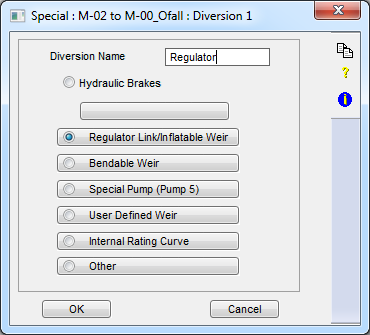 Special : M-02 to M-00_Ofall : Diversion 1
Diversion Name Regulator
Hydraulic Brakes
Regulator Link/Inflatable Weir
Bendable Weir
Special Pump (Pump 5)
User Defined Weir
Internal Rating Curve
Other
OK Cancel